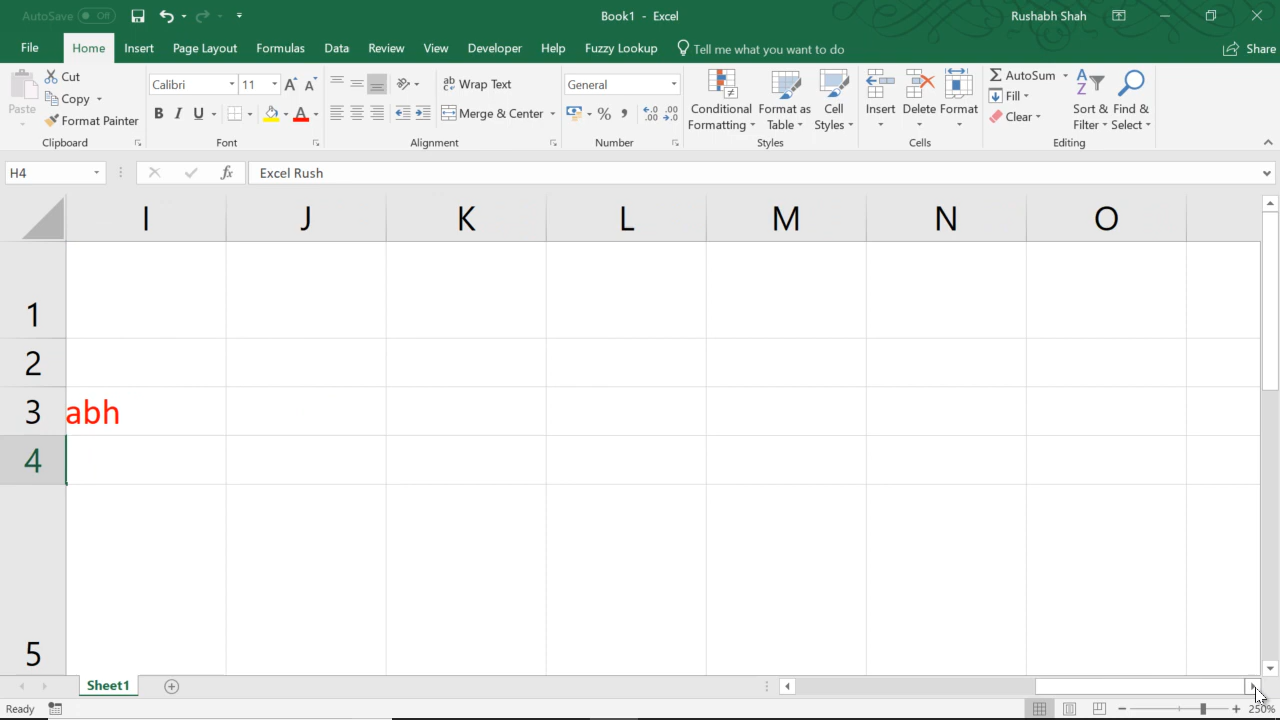 AutoSave Off Book1 - Excel Rushabh Shah
File Home Insert Page Layout Formulas Data Review View Developer Help Fuzzy Lookup Tell me what you want to do Share
Paste Cut Copy Format Painter Clipboard
Calibri 11 B I U A Font
ab Wrap Text Merge & Center Alignment
General % , Number
Conditional Formatting Format as Table Cell Styles Styles
Insert Delete Format Cells
AutoSum Fill Clear Sort & Filter Find & Select Editing
H4 fx Excel Rush
I J K L M N O
1
2
3 abh
4
5
Sheet1
Ready 250%